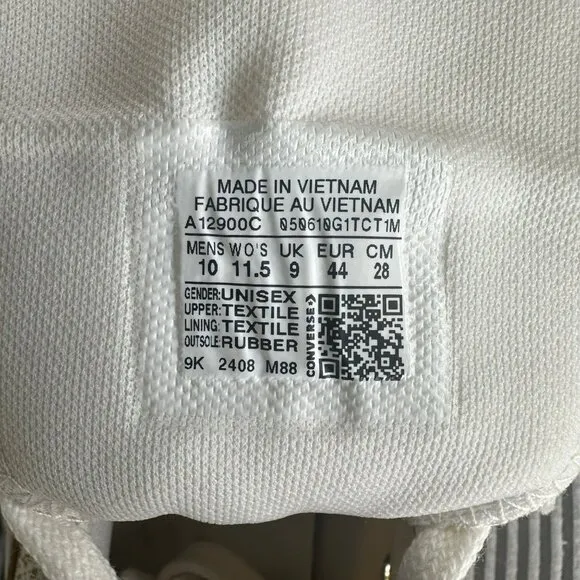 MADE IN VIETNAM
FABRIQUE AU VIETNAM
A12900C 050610G1TCT1M
MENS WO'S UK EUR CM
10 11.5 9 44 28
GENDER:UNISEX
UPPER:TEXTILE
LINING:TEXTILE
OUTSOLE:RUBBER
CONVERSE
9K 2408 M88